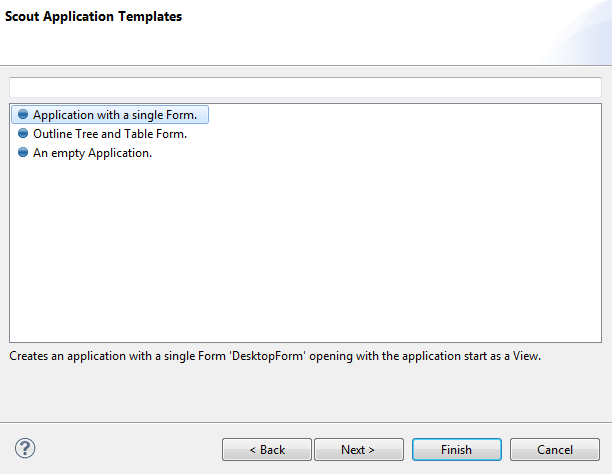 Scout Application Templates
Application with a single Form.
Outline Tree and Table Form.
An empty Application.
Creates an application with a single Form 'DesktopForm' opening with the application start as a View.
?
< Back
Next >
Finish
Cancel